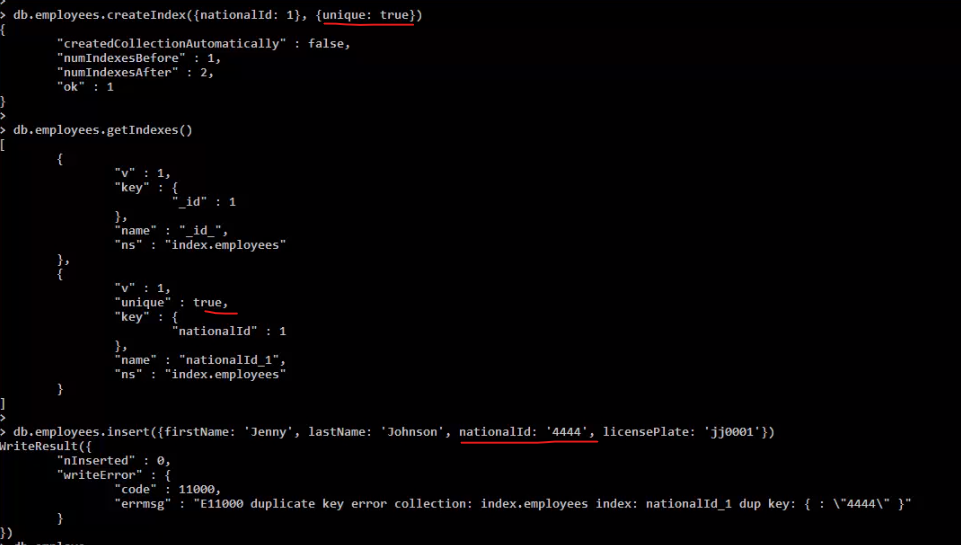 >
> db.employees.createIndex({nationalId: 1}, {unique: true})
{
        "createdCollectionAutomatically" : false,
        "numIndexesBefore" : 1,
        "numIndexesAfter" : 2,
        "ok" : 1
}
>
> db.employees.getIndexes()
[
        {
                "v" : 1,
                "key" : {
                        "_id" : 1
                },
                "name" : "_id_",
                "ns" : "index.employees"
        },
        {
                "v" : 1,
                "unique" : true,
                "key" : {
                        "nationalId" : 1
                },
                "name" : "nationalId_1",
                "ns" : "index.employees"
        }
]
>
> db.employees.insert({firstName: 'Jenny', lastName: 'Johnson', nationalId: '4444', licensePlate: 'jj0001'})
WriteResult({
        "nInserted" : 0,
        "writeError" : {
                "code" : 11000,
                "errmsg" : "E11000 duplicate key error collection: index.employees index: nationalId_1 dup key: { : \"4444\" }"
        }
})